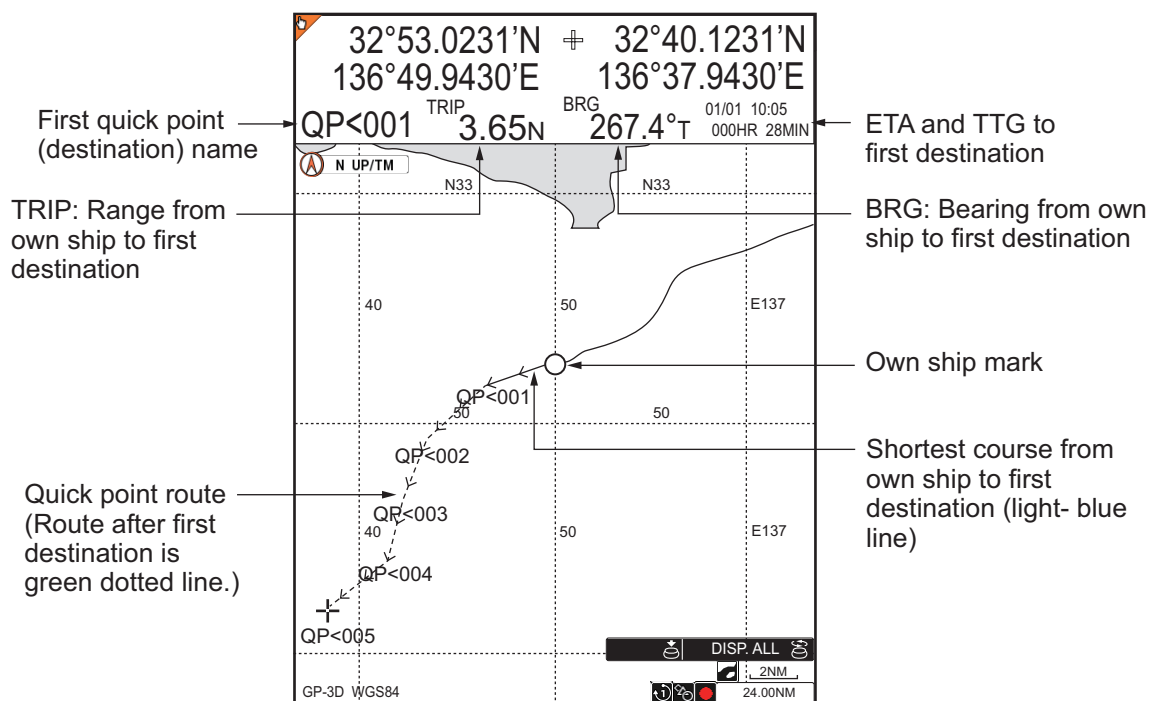 32°53.0231'N 32°40.1231'N
136°49.9430'E 136°37.9430'E
QP<001 TRIP 3.65N BRG 267.4°T 01/01 10:05
000HR 28MIN
First quick point
(destination) name
ETA and TTG to
first destination
N UP/TM
N33 N33
TRIP: Range from
own ship to first
destination
BRG: Bearing from own
ship to first destination
40 50 E137
Own ship mark
QP<001
50 50
Shortest course from
own ship to first
destination (light- blue
line)
QP<002
Quick point route
(Route after first
destination is
green dotted line.)
QP<003
40 50 E137
QP<004
QP<005
DISP. ALL
2NM
GP-3D WGS84 24.00NM